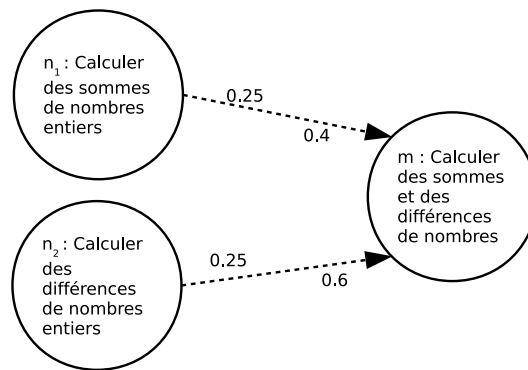 n₁ : Calculer
des sommes
de nombres
entiers
0.25
0.4
m : Calculer
des sommes
et des
différences
de nombres
n₂ : Calculer
des
différences
de nombres
entiers
0.25
0.6